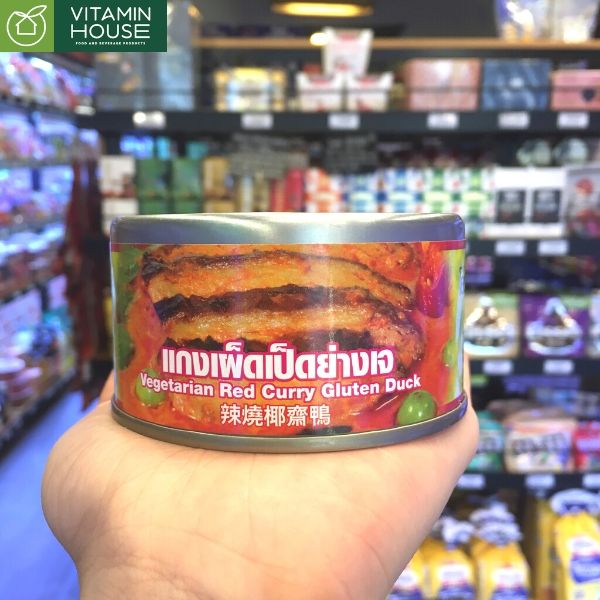 VITAMIN
HOUSE
FOOD AND BEVERAGE PRODUCTS
แกงเผ็ดเป็ดย่างเจ
Vegetarian Red Curry Gluten Duck
辣燒椰齋鴨